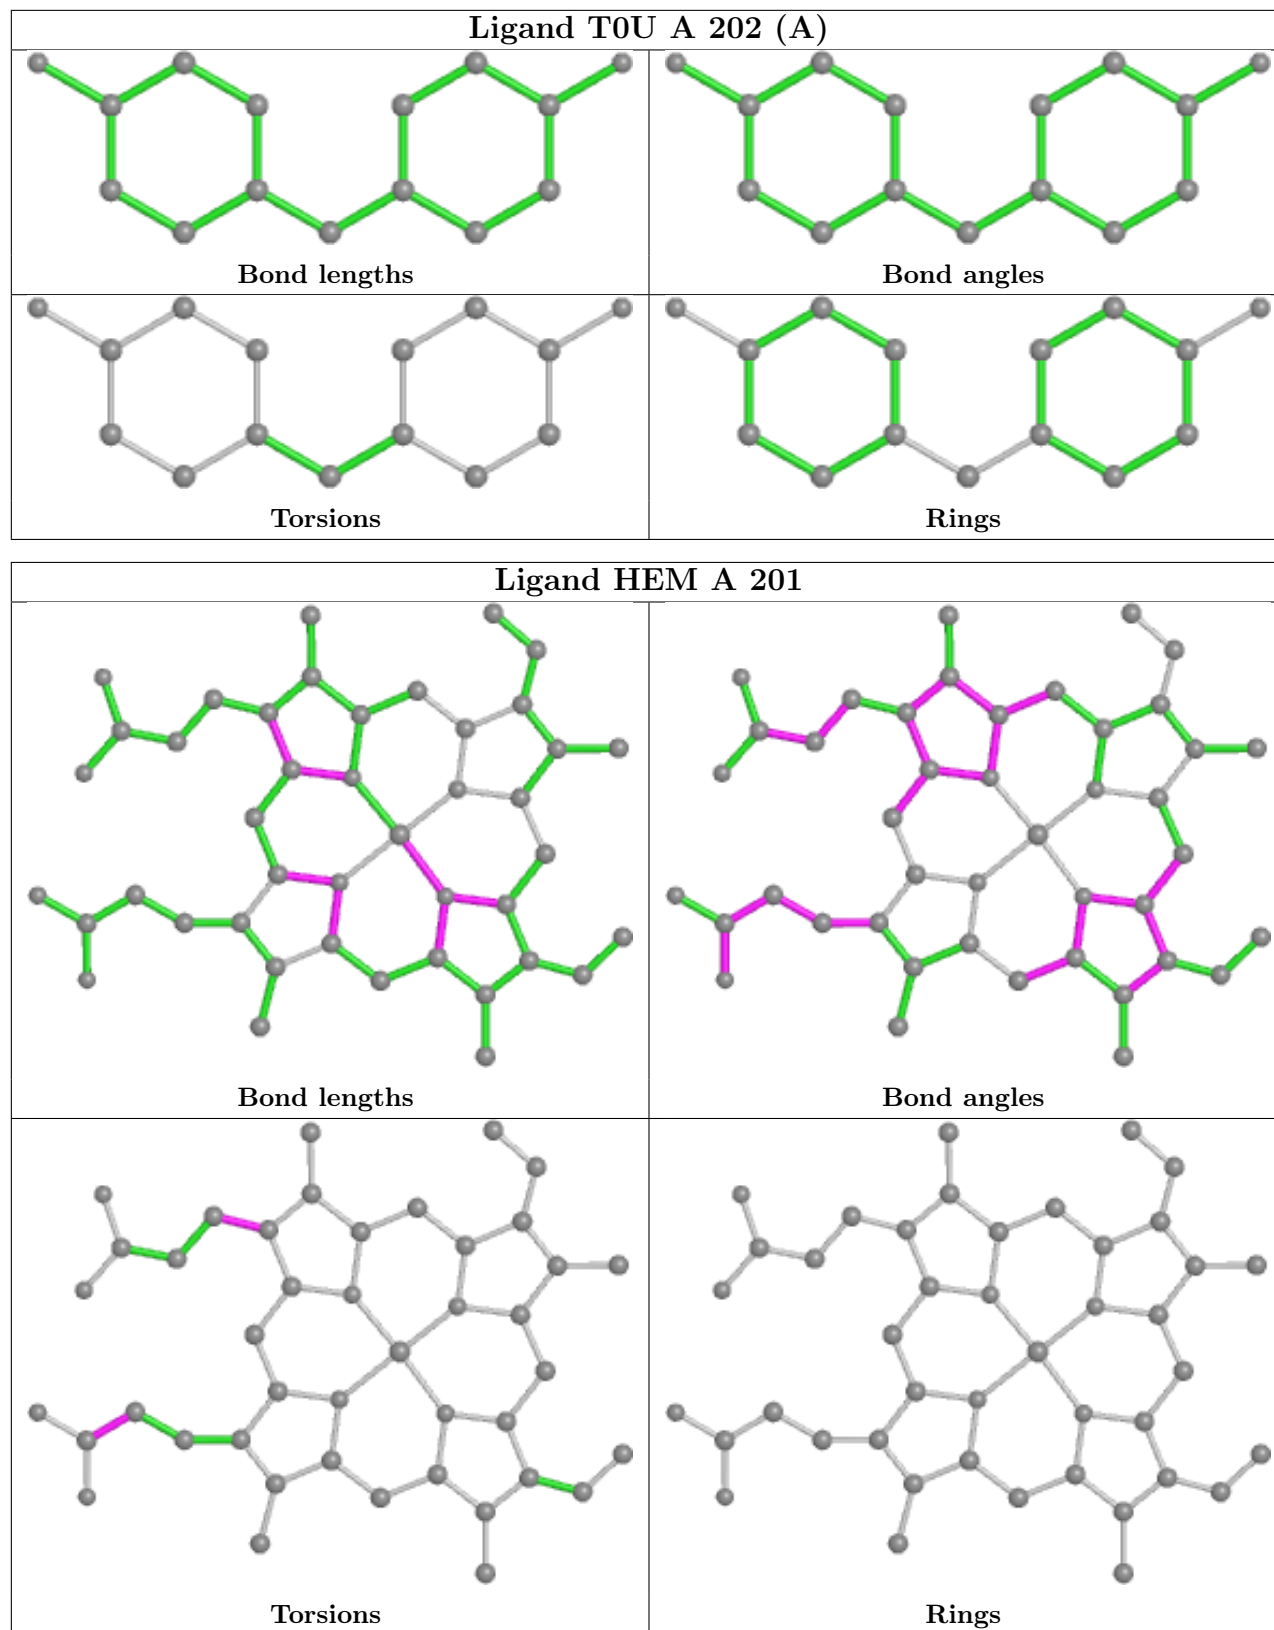 Ligand T0U A 202 (A)
Bond lengths
Bond angles
Torsions
Rings
Ligand HEM A 201
Bond lengths
Bond angles
Torsions
Rings